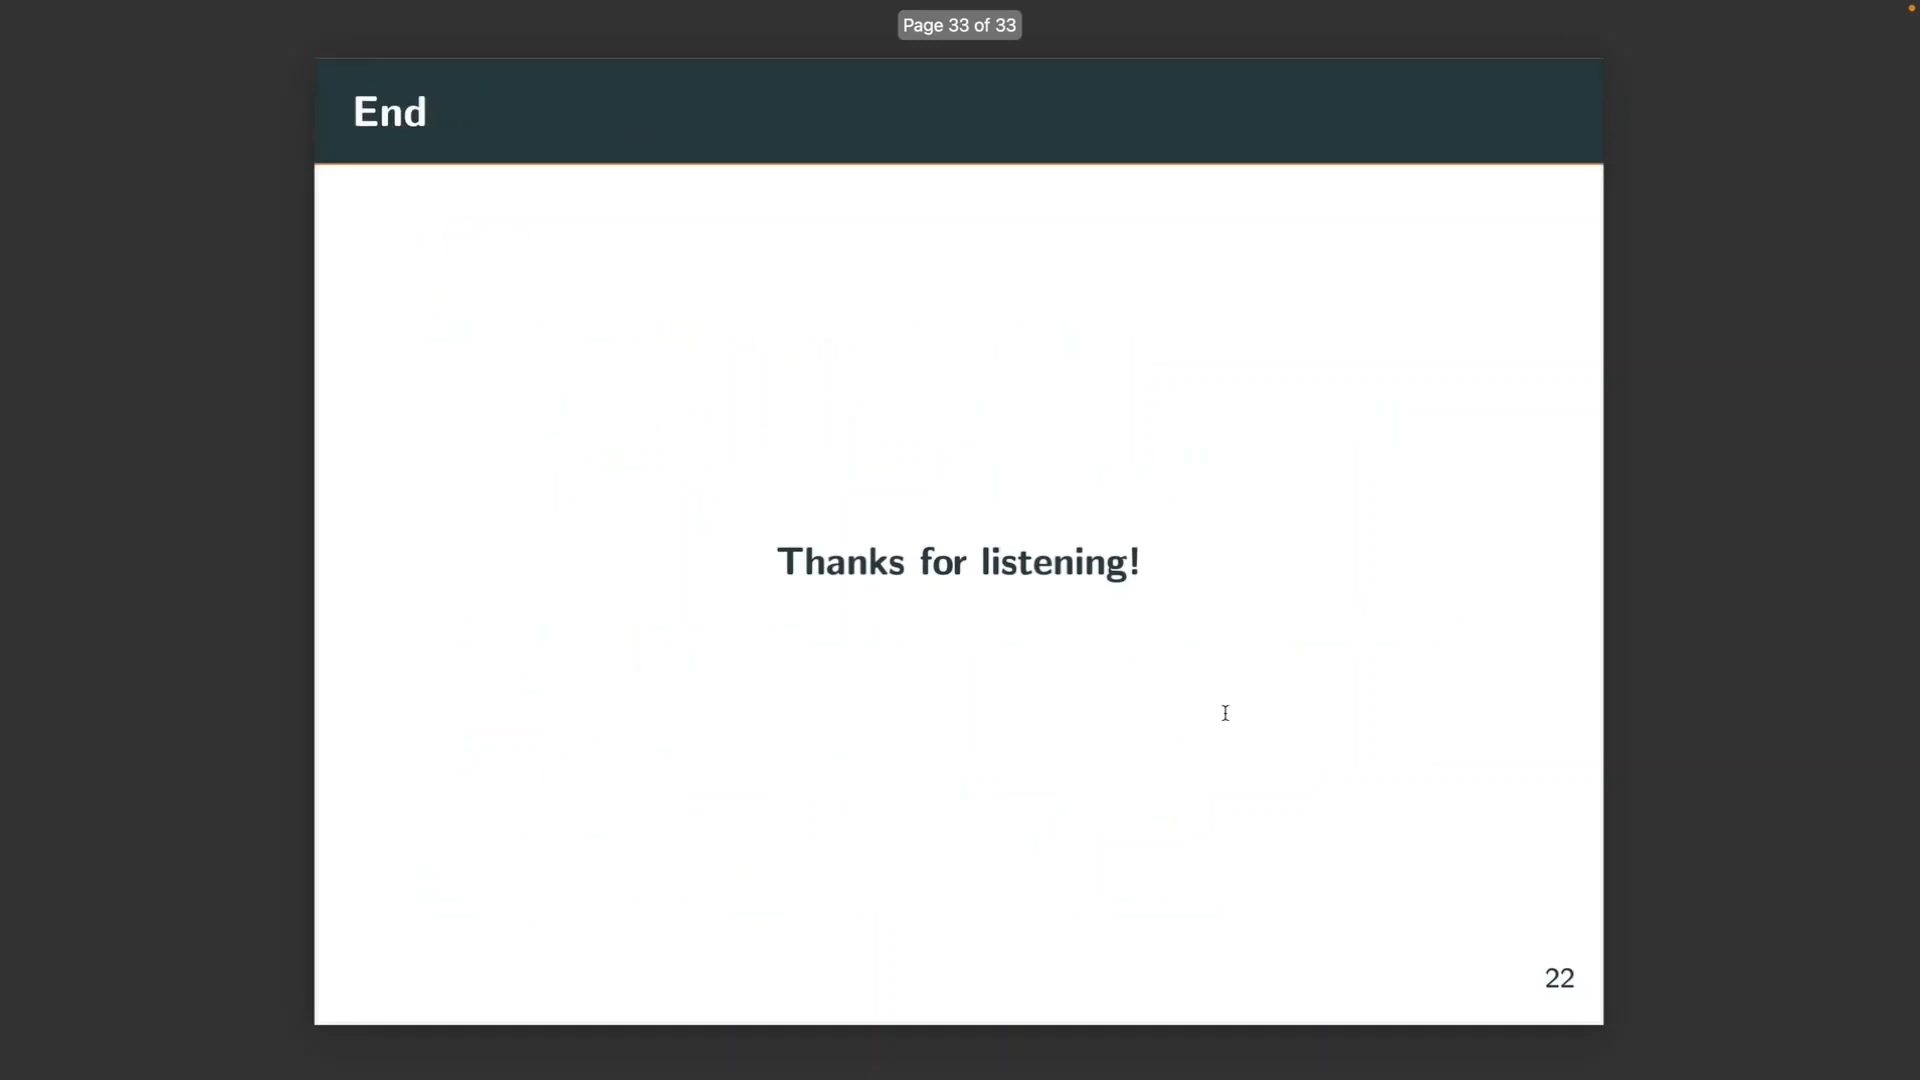 Page 33 of 33
End
Thanks for listening!
22